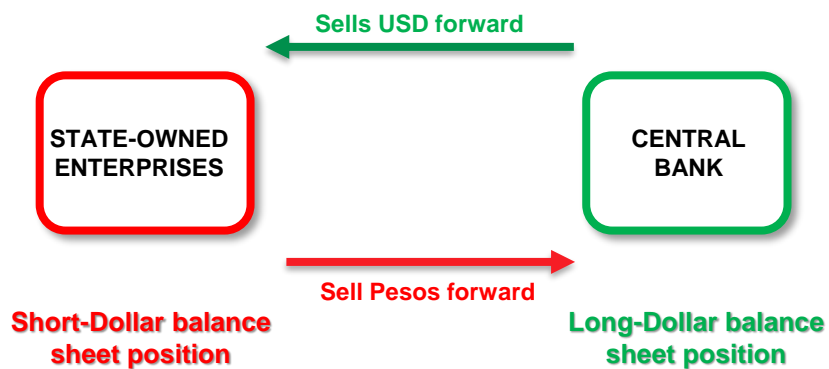 Sells USD forward
STATE-OWNED
ENTERPRISES
CENTRAL
BANK
Sell Pesos forward
Short-Dollar balance
sheet position
Long-Dollar balance
sheet position